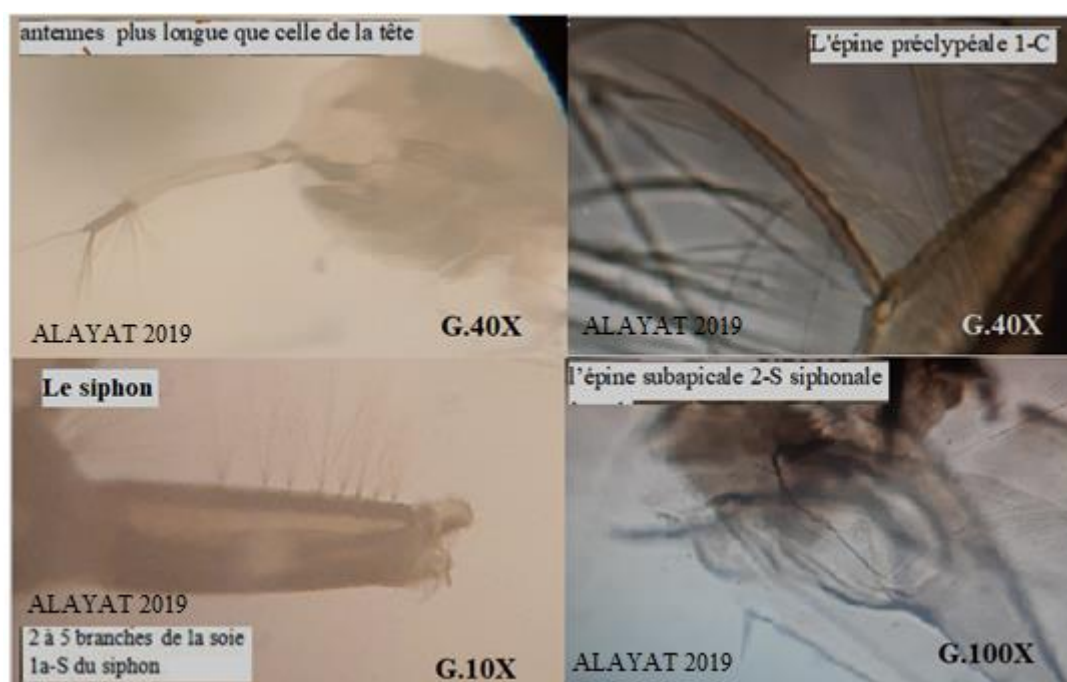 antennes plus longue que celle de la tête
ALAYAT 2019
G.40X
L'épine préclypéale 1-C
ALAYAT 2019
G.40X
Le siphon
ALAYAT 2019
2 à 5 branches de la soie
1a-S du siphon
G.10X
l'épine subapicale 2-S siphonale
ALAYAT 2019
G.100X